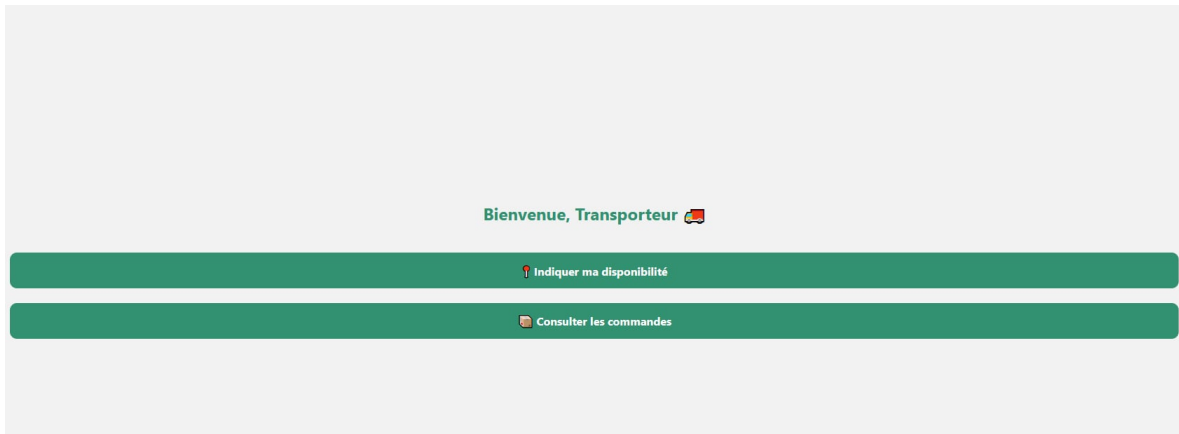 Bienvenue, Transporteur 🚚
📍 Indiquer ma disponibilité
📦 Consulter les commandes